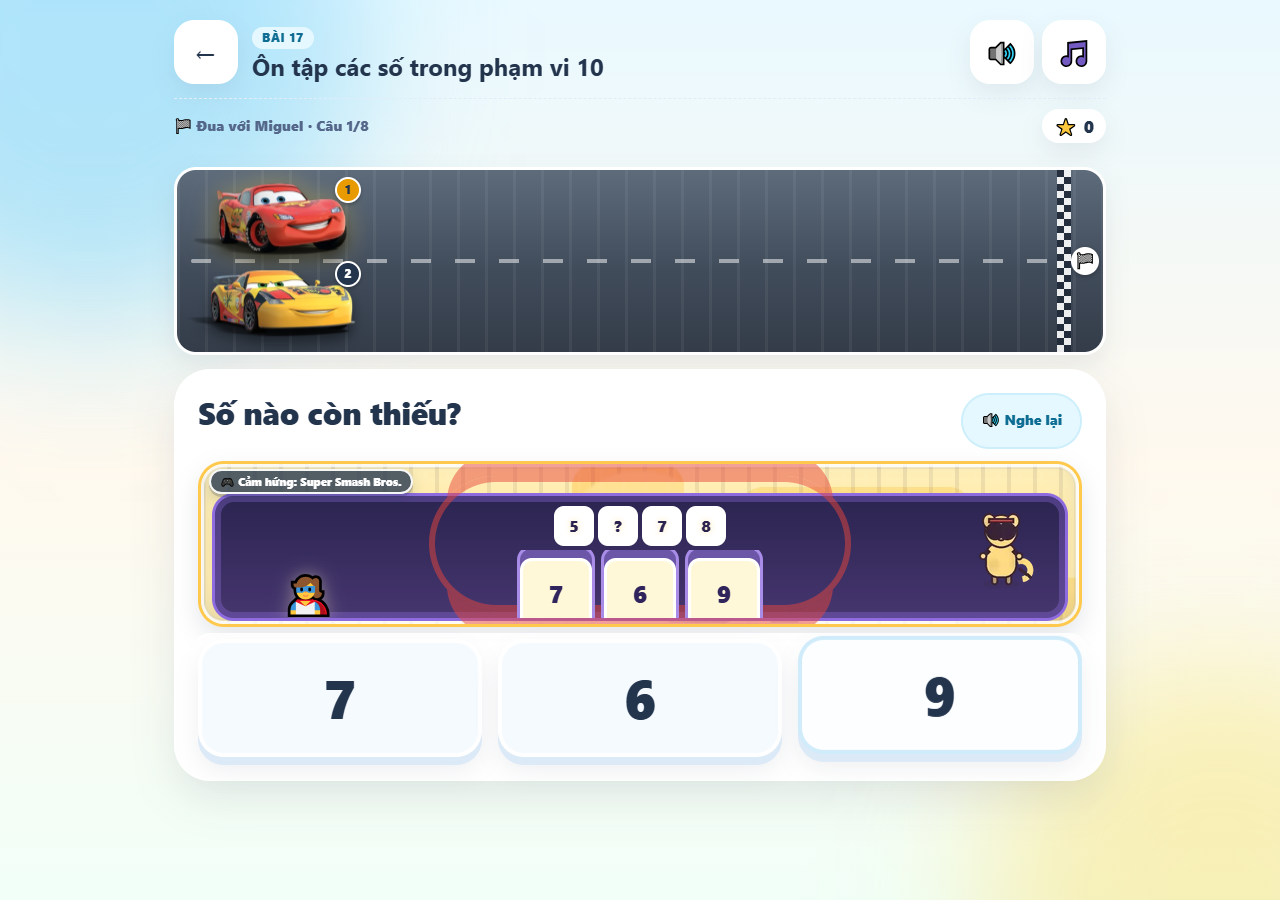 ←
BÀI 17
Ôn tập các số trong phạm vi 10
Đua với Miguel · Câu 1/8
0
1
2
Số nào còn thiếu?
Nghe lại
Cảm hứng: Super Smash Bros.
5 ? 7 8
7 6 9
7 6 9